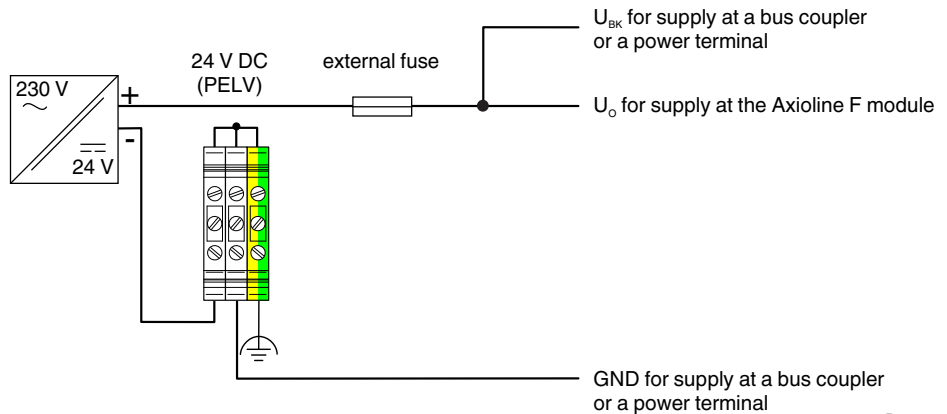 U_BK for supply at a bus coupler
or a power terminal
24 V DC
(PELV)
external fuse
230 V
+
U_O for supply at the Axioline F module
-
24 V
GND for supply at a bus coupler
or a power terminal